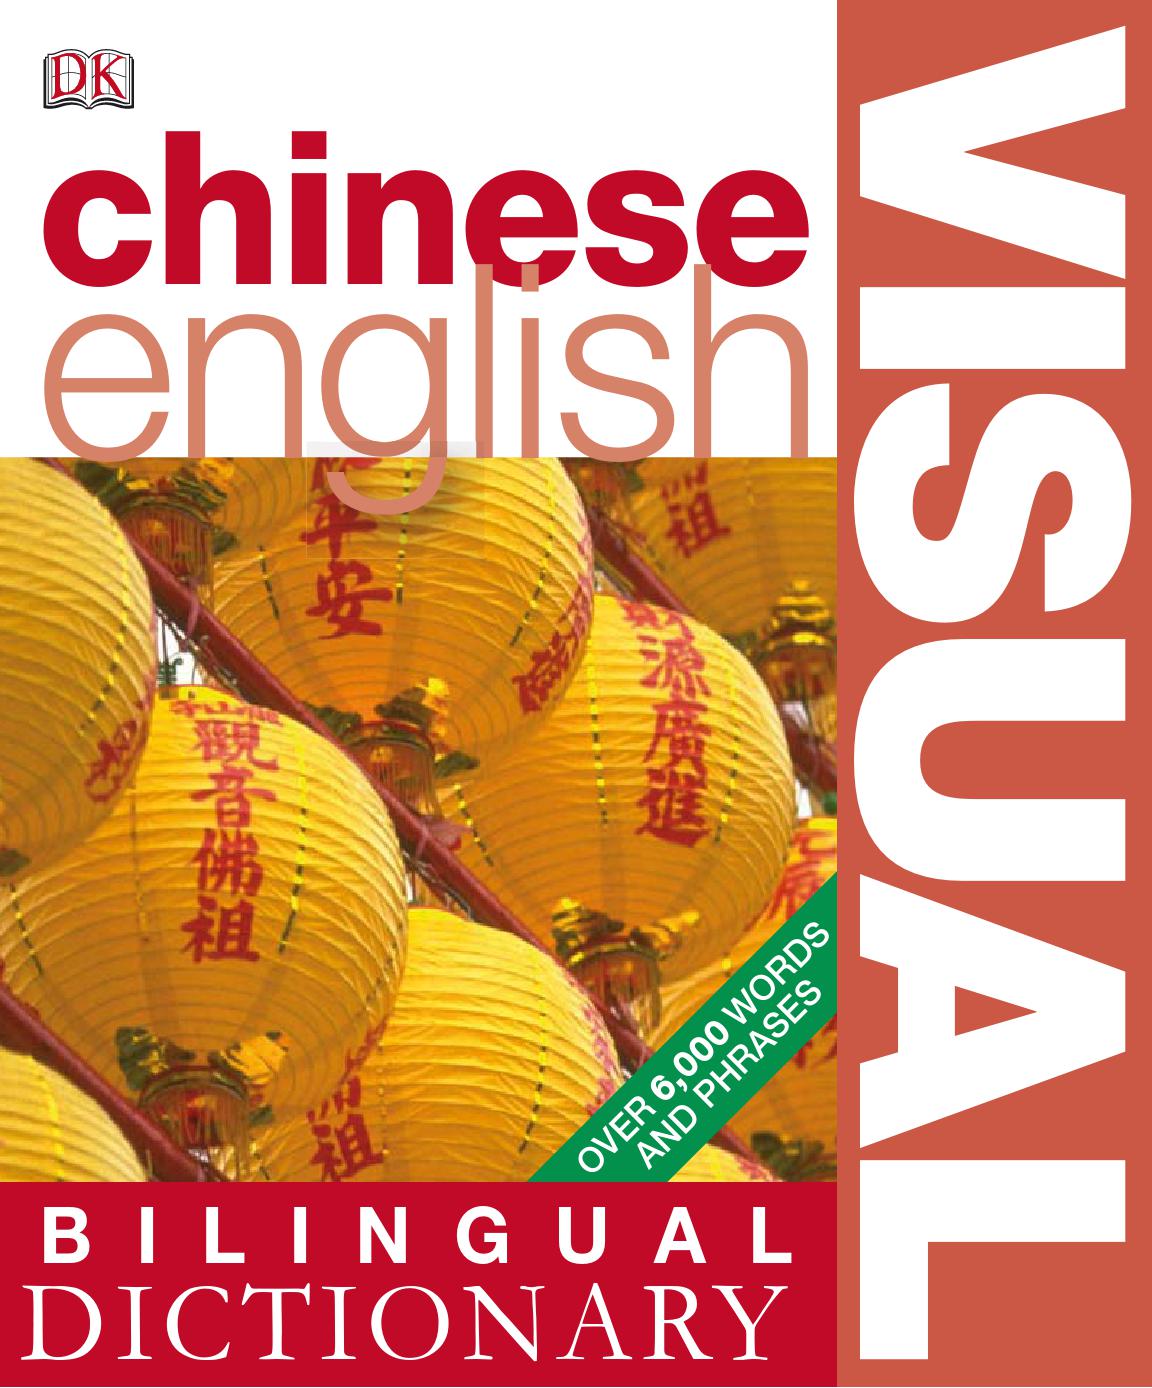 DK
chinese
english
VISUAL
平安
祖
財源廣進
觀音佛祖
祖
OVER 6,000 WORDS
AND PHRASES
BILINGUAL
DICTIONARY